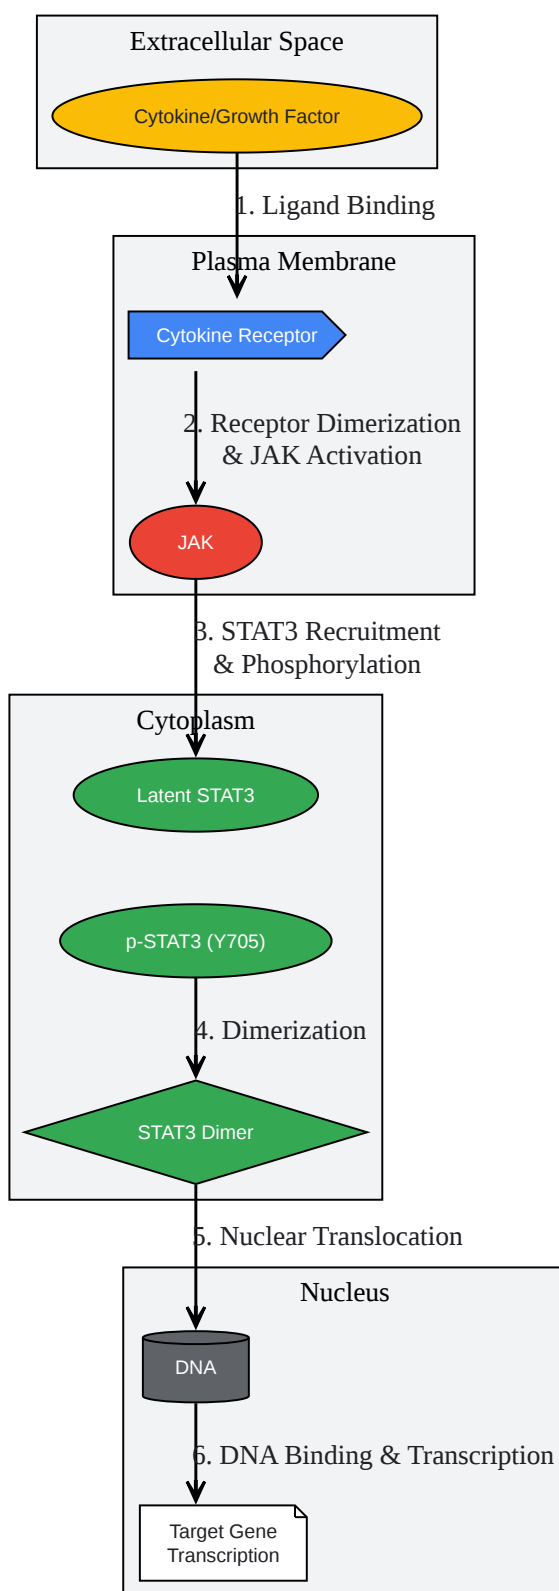 Extracellular Space
Cytokine/Growth Factor
1. Ligand Binding
Plasma Membrane
Cytokine Receptor
2. Receptor Dimerization
& JAK Activation
JAK
3. STAT3 Recruitment
& Phosphorylation
Cytoplasm
Latent STAT3
p-STAT3 (Y705)
4. Dimerization
STAT3 Dimer
5. Nuclear Translocation
Nucleus
DNA
6. DNA Binding & Transcription
Target Gene
Transcription